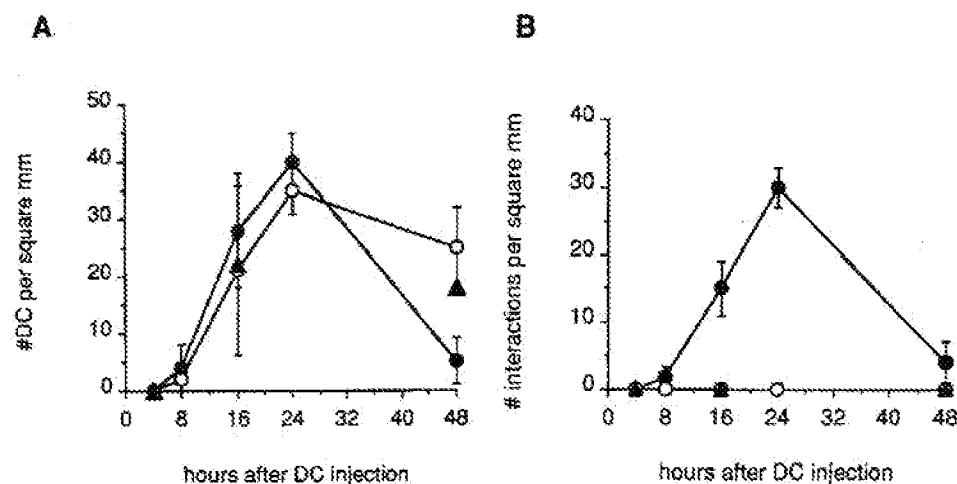 A
B
50
40
30
20
10
0
#DC per square mm
0 8 16 24 32 40 48
hours after DC injection
40
30
20
10
0
# interactions per square mm
0 8 16 24 32 40 48
hours after DC injection